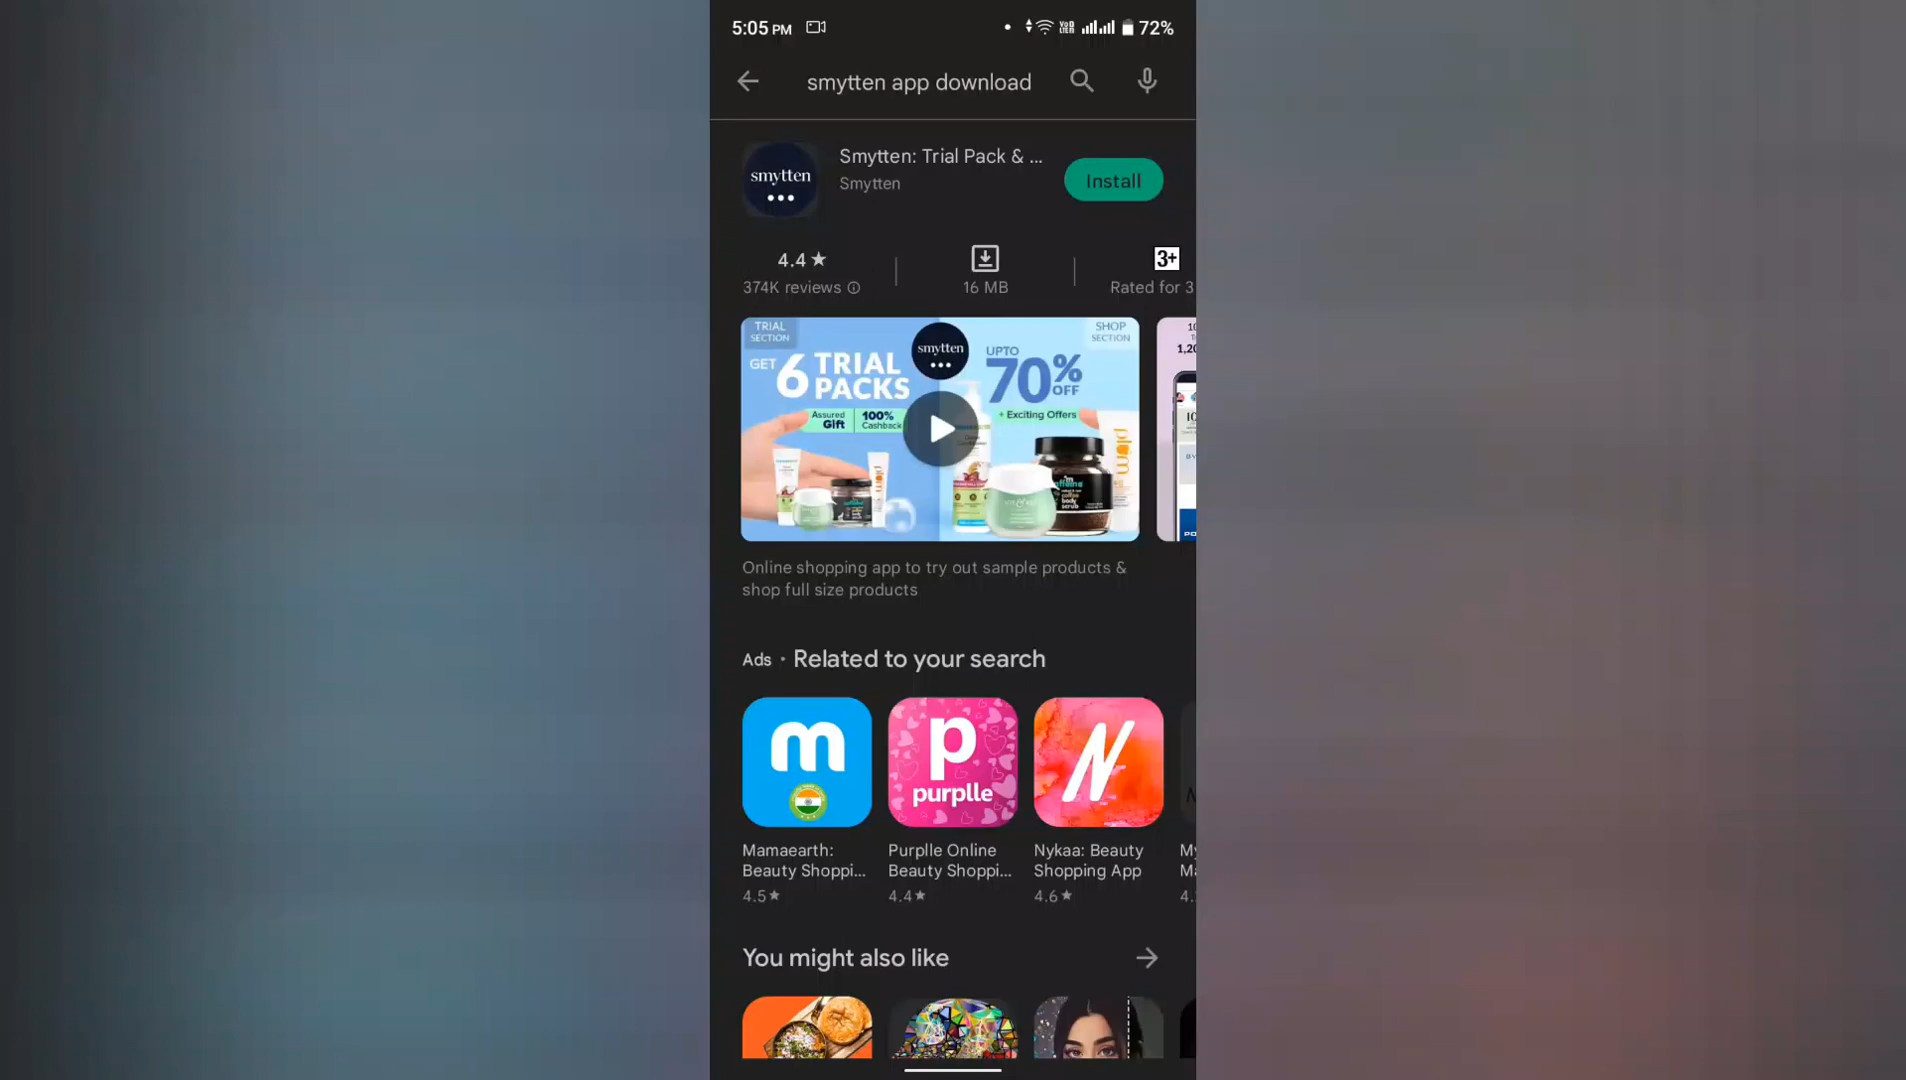 5:05 PM
72%
smytten app download
smytten
Smytten: Trial Pack & ...
Smytten
Install
4.4★
374K reviews
16 MB
3+
Rated for 3
TRIAL
SECTION
GET 6 TRIAL
PACKS
Assured
Gift
100%
Cashback
smytten
SHOP
SECTION
UPTO
70%
OFF
+ Exciting Offers
plum
body
scrub
Online shopping app to try out sample products &
shop full size products
Ads • Related to your search
m
p
purplle
N
Mamaearth:
Beauty Shoppi...
4.5★
Purplle Online
Beauty Shoppi...
4.4★
Nykaa: Beauty
Shopping App
4.6★
You might also like